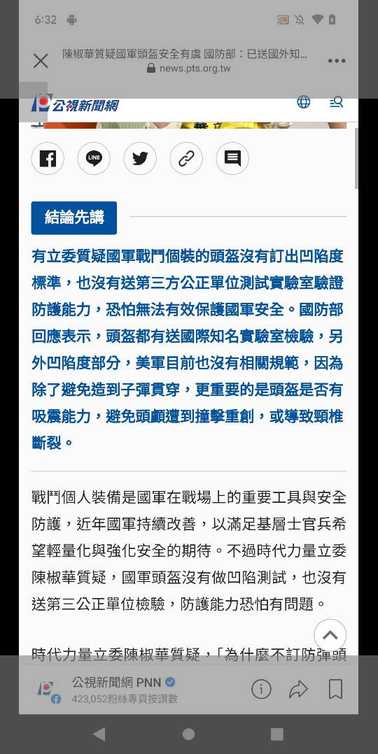 6:32
陳椒華質疑國軍頭盔安全有虞 國防部：已送國外知...
news.pts.org.tw
公視新聞網
LINE
結論先講
有立委質疑國軍戰鬥個裝的頭盔沒有訂出凹陷度
標準，也沒有送第三方公正單位測試實驗室驗證
防護能力，恐怕無法有效保護國軍安全。國防部
回應表示，頭盔都有送國際知名實驗室檢驗，另
外凹陷度部分，美軍目前也沒有相關規範，因為
除了避免造到子彈貫穿，更重要的是頭盔是否有
吸震能力，避免頭顱遭到撞擊重創，或導致頸椎
斷裂。
戰鬥個人裝備是國軍在戰場上的重要工具與安全
防護，近年國軍持續改善，以滿足基層士官兵希
望輕量化與強化安全的期待。不過時代力量立委
陳椒華質疑，國軍頭盔沒有做凹陷測試，也沒有
送第三公正單位檢驗，防護能力恐怕有問題。
時代力量立委陳椒華質疑，「為什麼不訂防彈頭
公視新聞網 PNN
423,052粉絲專頁按讚數